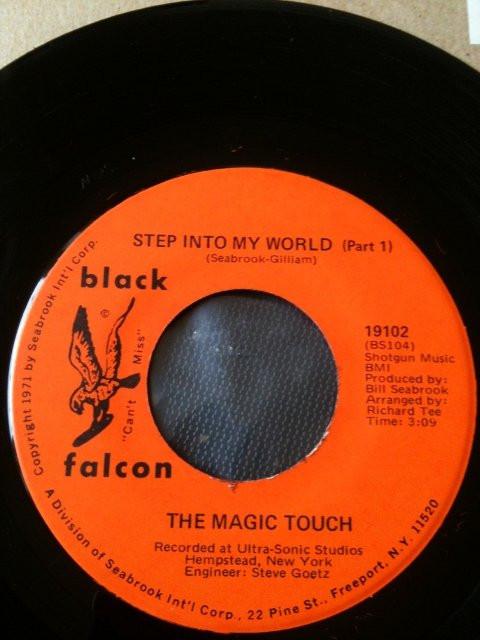 STEP INTO MY WORLD (Part 1)
(Seabrook-Gilliam)
black
falcon
©
"Can't Miss"
Copyright 1971 by Seabrook Int'l Corp.
19102
(BS104)
Shotgun Music
BMI
Produced by:
Bill Seabrook
Arranged by:
Richard Tee
Time: 3:09
THE MAGIC TOUCH
Recorded at Ultra-Sonic Studios
Hempstead, New York
Engineer: Steve Goetz
A Division of Seabrook Int'l Corp., 22 Pine St., Freeport, N.Y. 11520